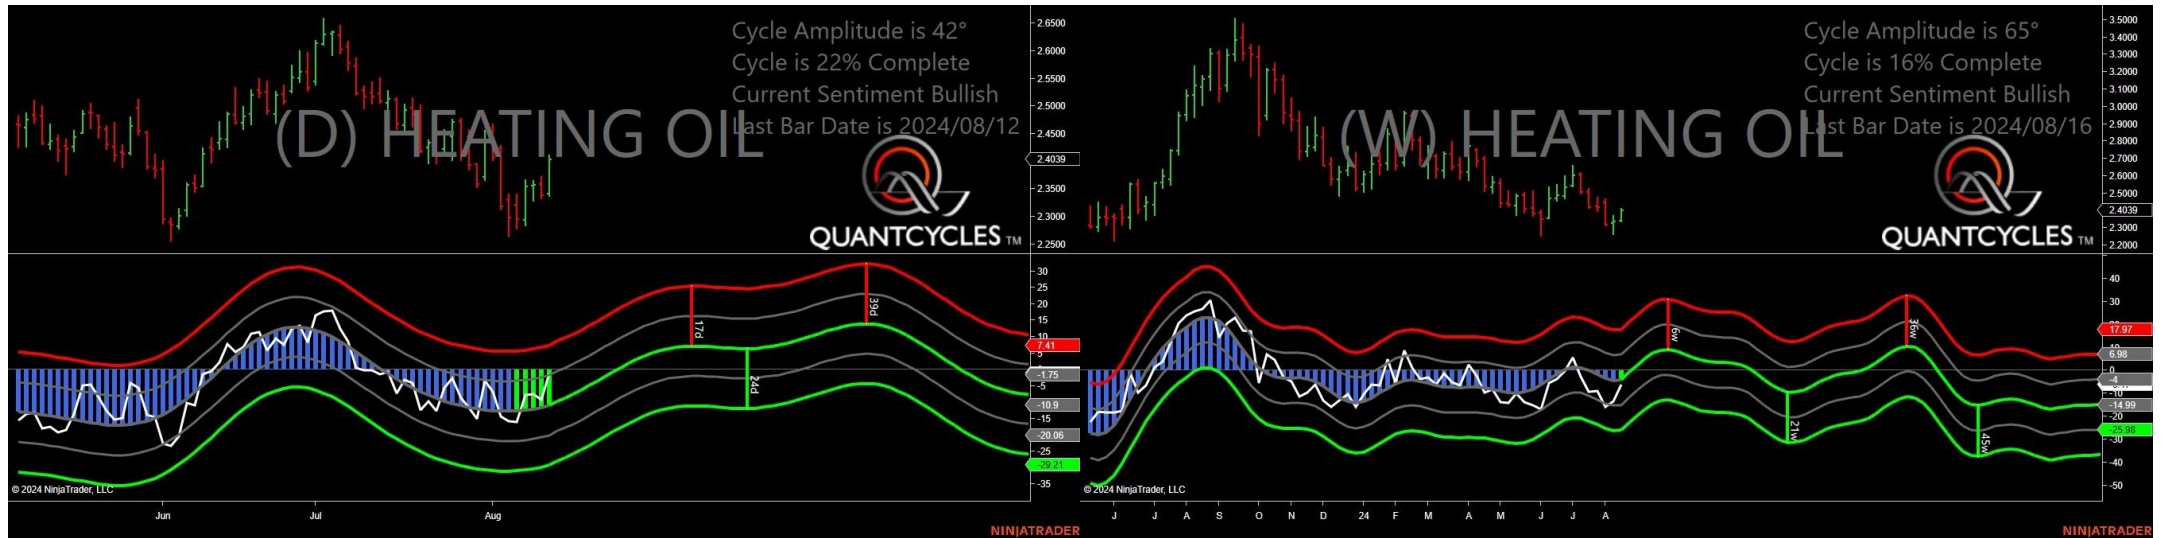 Cycle Amplitude is 42°
Cycle is 22% Complete
Current Sentiment Bullish
Last Bar Date is 2024/08/12
(D) HEATING OIL
QUANTCYCLES TM
2.6500
2.6000
2.5500
2.5000
2.4500
2.4039
2.3500
2.3000
2.2500
17d
24d
39d
30
25
20
15
10
7.41
5
-1.75
-5
-10.9
-15
-20.06
-25
-29.21
-35
© 2024 NinjaTrader, LLC
Jun Jul Aug
NINJATRADER
Cycle Amplitude is 65°
Cycle is 16% Complete
Current Sentiment Bullish
Last Bar Date is 2024/08/16
(W) HEATING OIL
QUANTCYCLES TM
3.5000
3.4000
3.3000
3.2000
3.1000
3.0000
2.9000
2.8000
2.7000
2.6000
2.5000
2.4039
2.3000
2.2000
6w
21w
36w
45w
40
30
17.97
10
6.98
0
-4
-10
-14.99
-20
-25.98
-30
-40
-50
© 2024 NinjaTrader, LLC
J J A S O N D 24 F M A M J J A
NINJATRADER